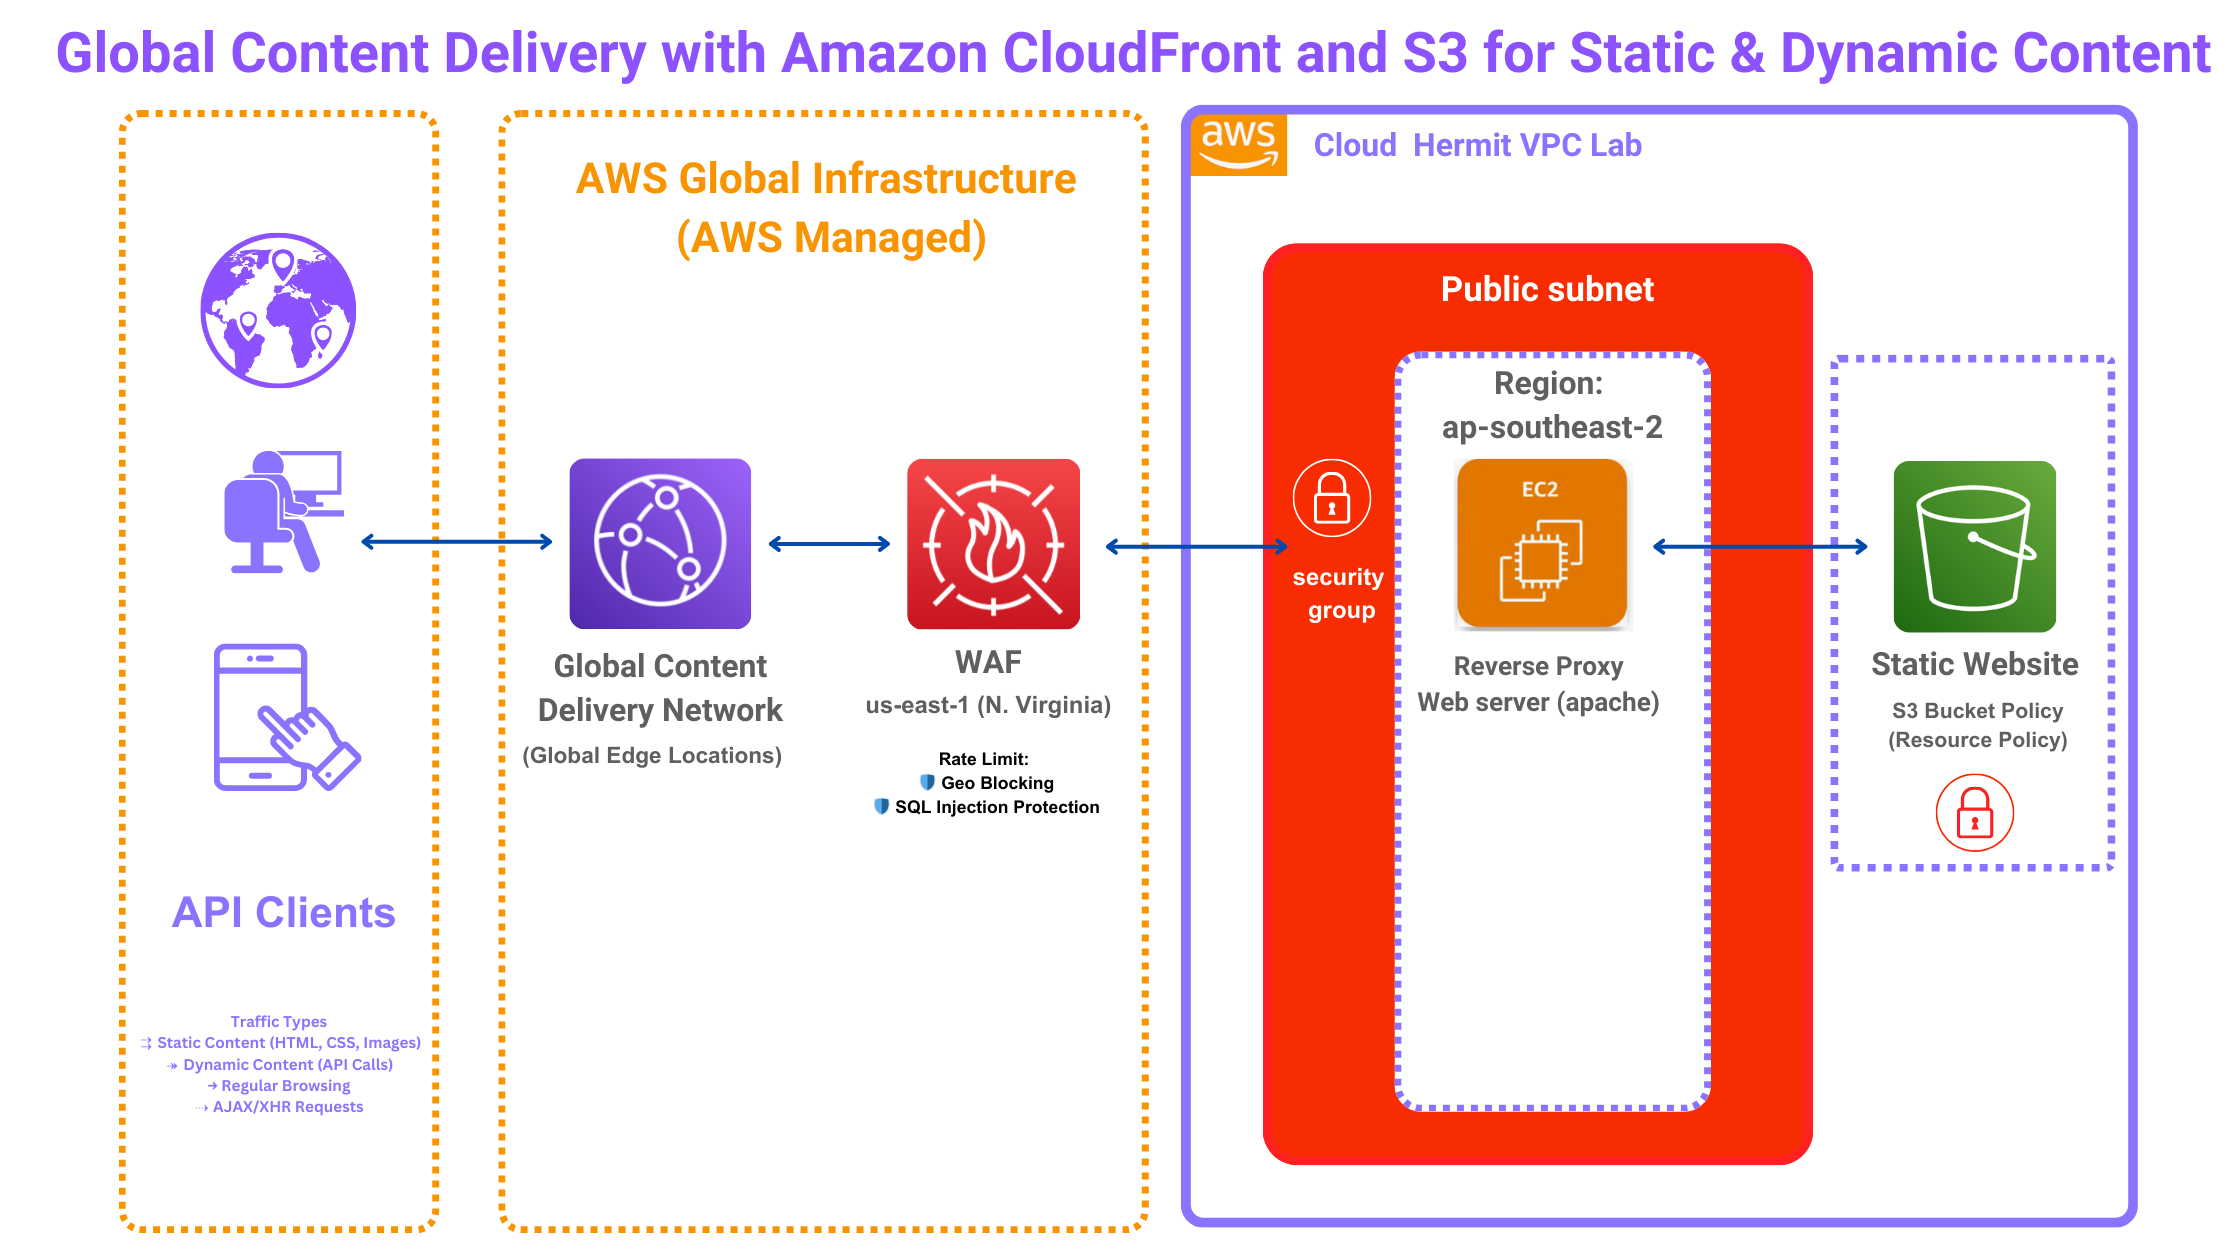 Global Content Delivery with Amazon CloudFront and S3 for Static & Dynamic Content
API Clients
Traffic Types
⇉ Static Content (HTML, CSS, Images)
↠ Dynamic Content (API Calls)
→ Regular Browsing
⇢ AJAX/XHR Requests
AWS Global Infrastructure
(AWS Managed)
Global Content
Delivery Network
(Global Edge Locations)
WAF
us-east-1 (N. Virginia)
Rate Limit:
🛡️ Geo Blocking
🛡️ SQL Injection Protection
aws
Cloud Hermit VPC Lab
Public subnet
security
group
Region:
ap-southeast-2
EC2
Reverse Proxy
Web server (apache)
Static Website
S3 Bucket Policy
(Resource Policy)